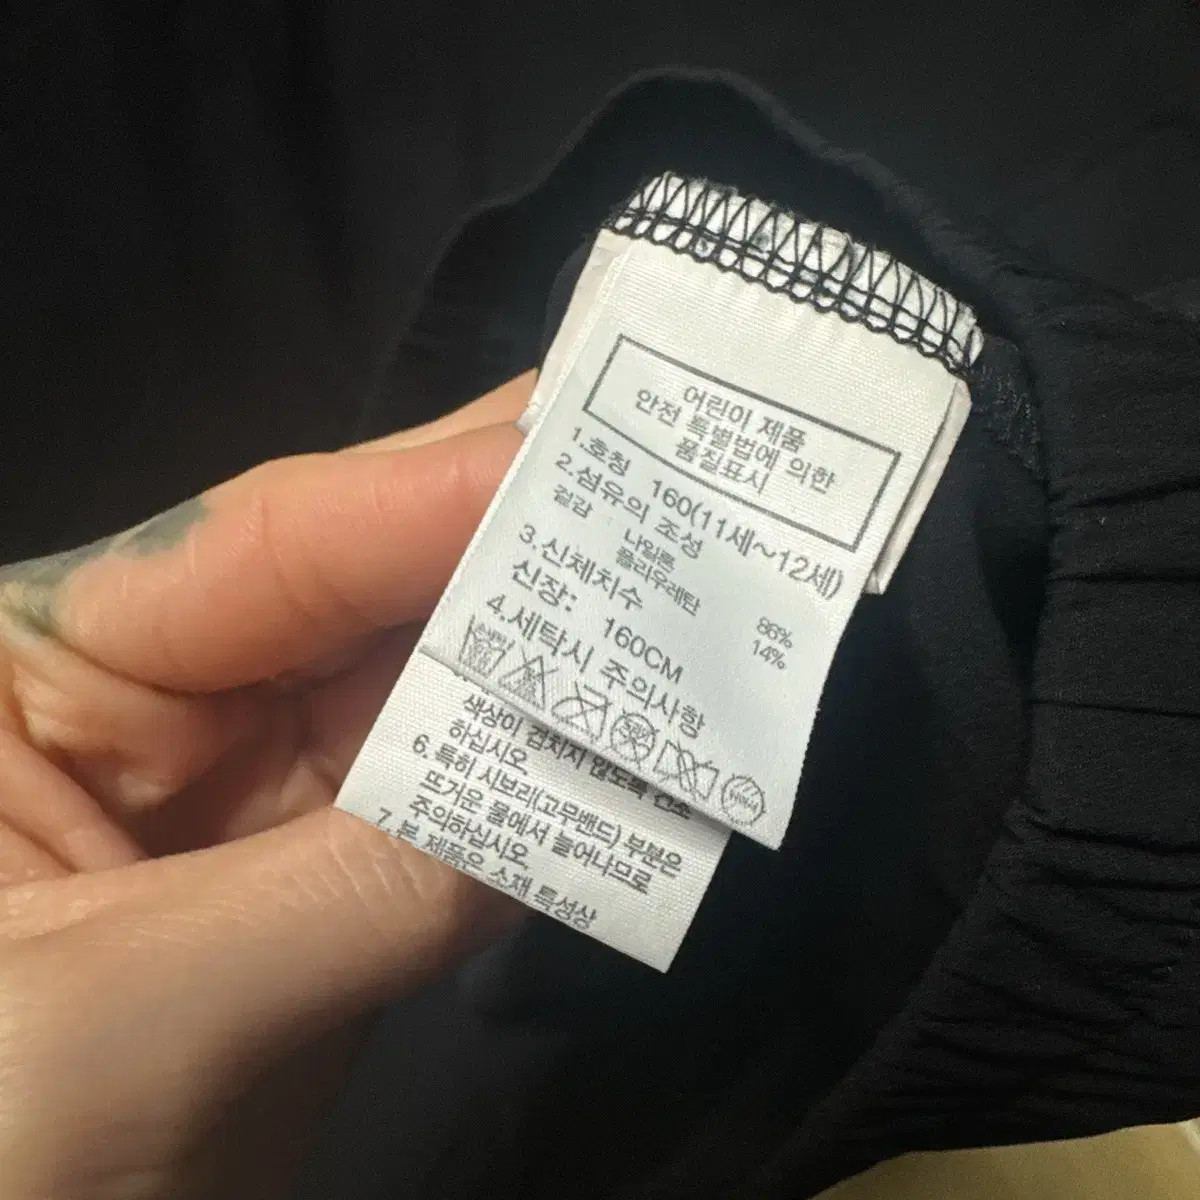 어린이 제품
안전 특별법에 의한
품질표시
1.호칭 160(11세~12세)
2.섬유의 조성
겉감 나일론, 86%
폴리우레탄 14%
3.신체치수
신장: 160CM
4.세탁시 주의사항
손세탁
색상이 검지지 않도록 건조
하십시오.
6. 특히 시보리(고무밴드) 부분은
뜨거운 물에서 늘어나므로
주의하십시오.
7. 본 제품은 소재 특성상